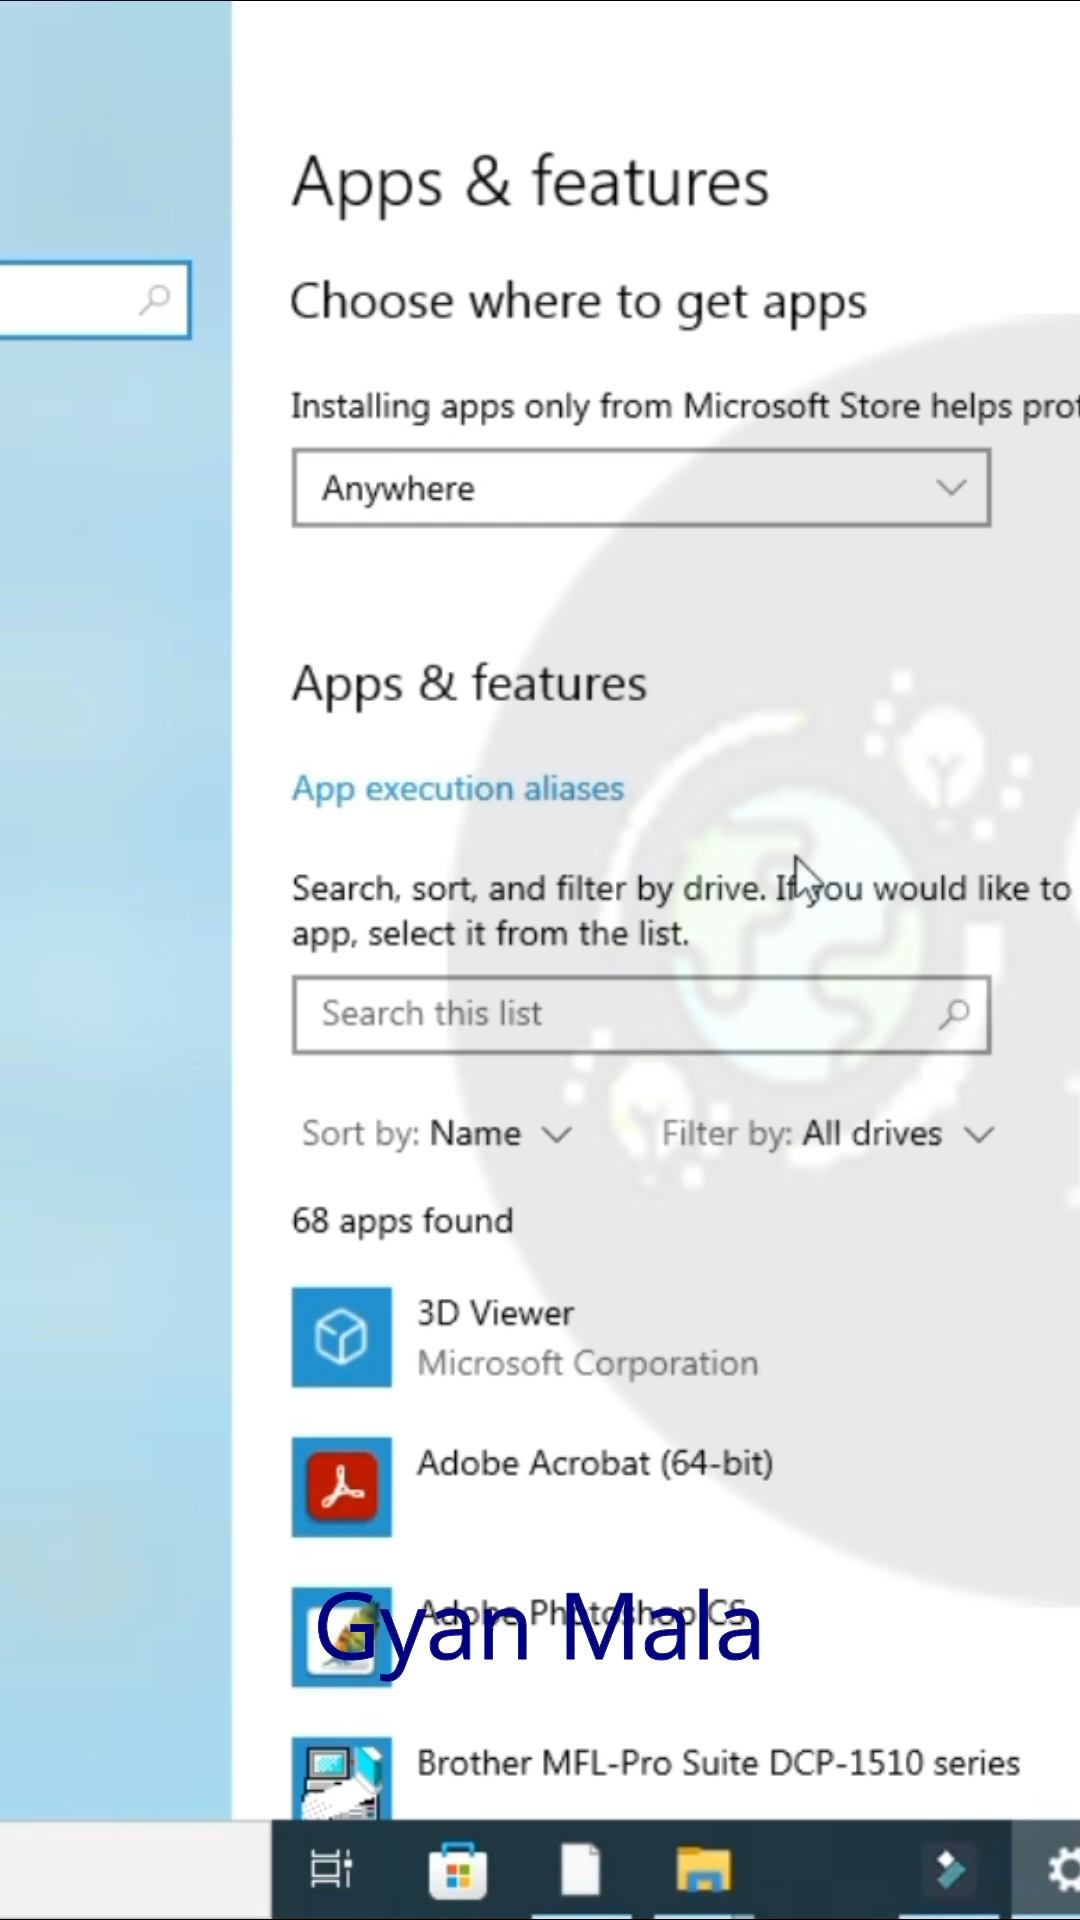 Apps & features
Choose where to get apps
Installing apps only from Microsoft Store helps prot
Anywhere
Apps & features
App execution aliases
Search, sort, and filter by drive. If you would like to
app, select it from the list.
Search this list
Sort by: Name Filter by: All drives
68 apps found
3D Viewer
Microsoft Corporation
Adobe Acrobat (64-bit)
Adobe Photoshop CS
Gyan Mala
Brother MFL-Pro Suite DCP-1510 series